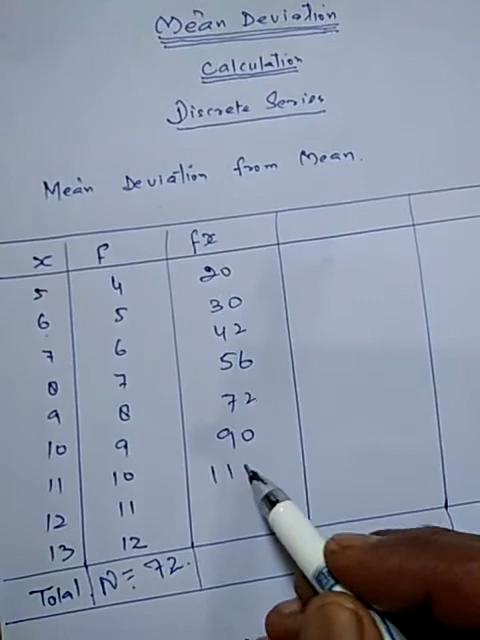 Mean Deviation
Calculation
Discrete Series
Mean Deviation from Mean.
x f fx
5 4 20
6 5 30
7 6 42
8 7 56
9 8 72
10 9 90
11 10 11
12 11
13 12
Total N = 72.